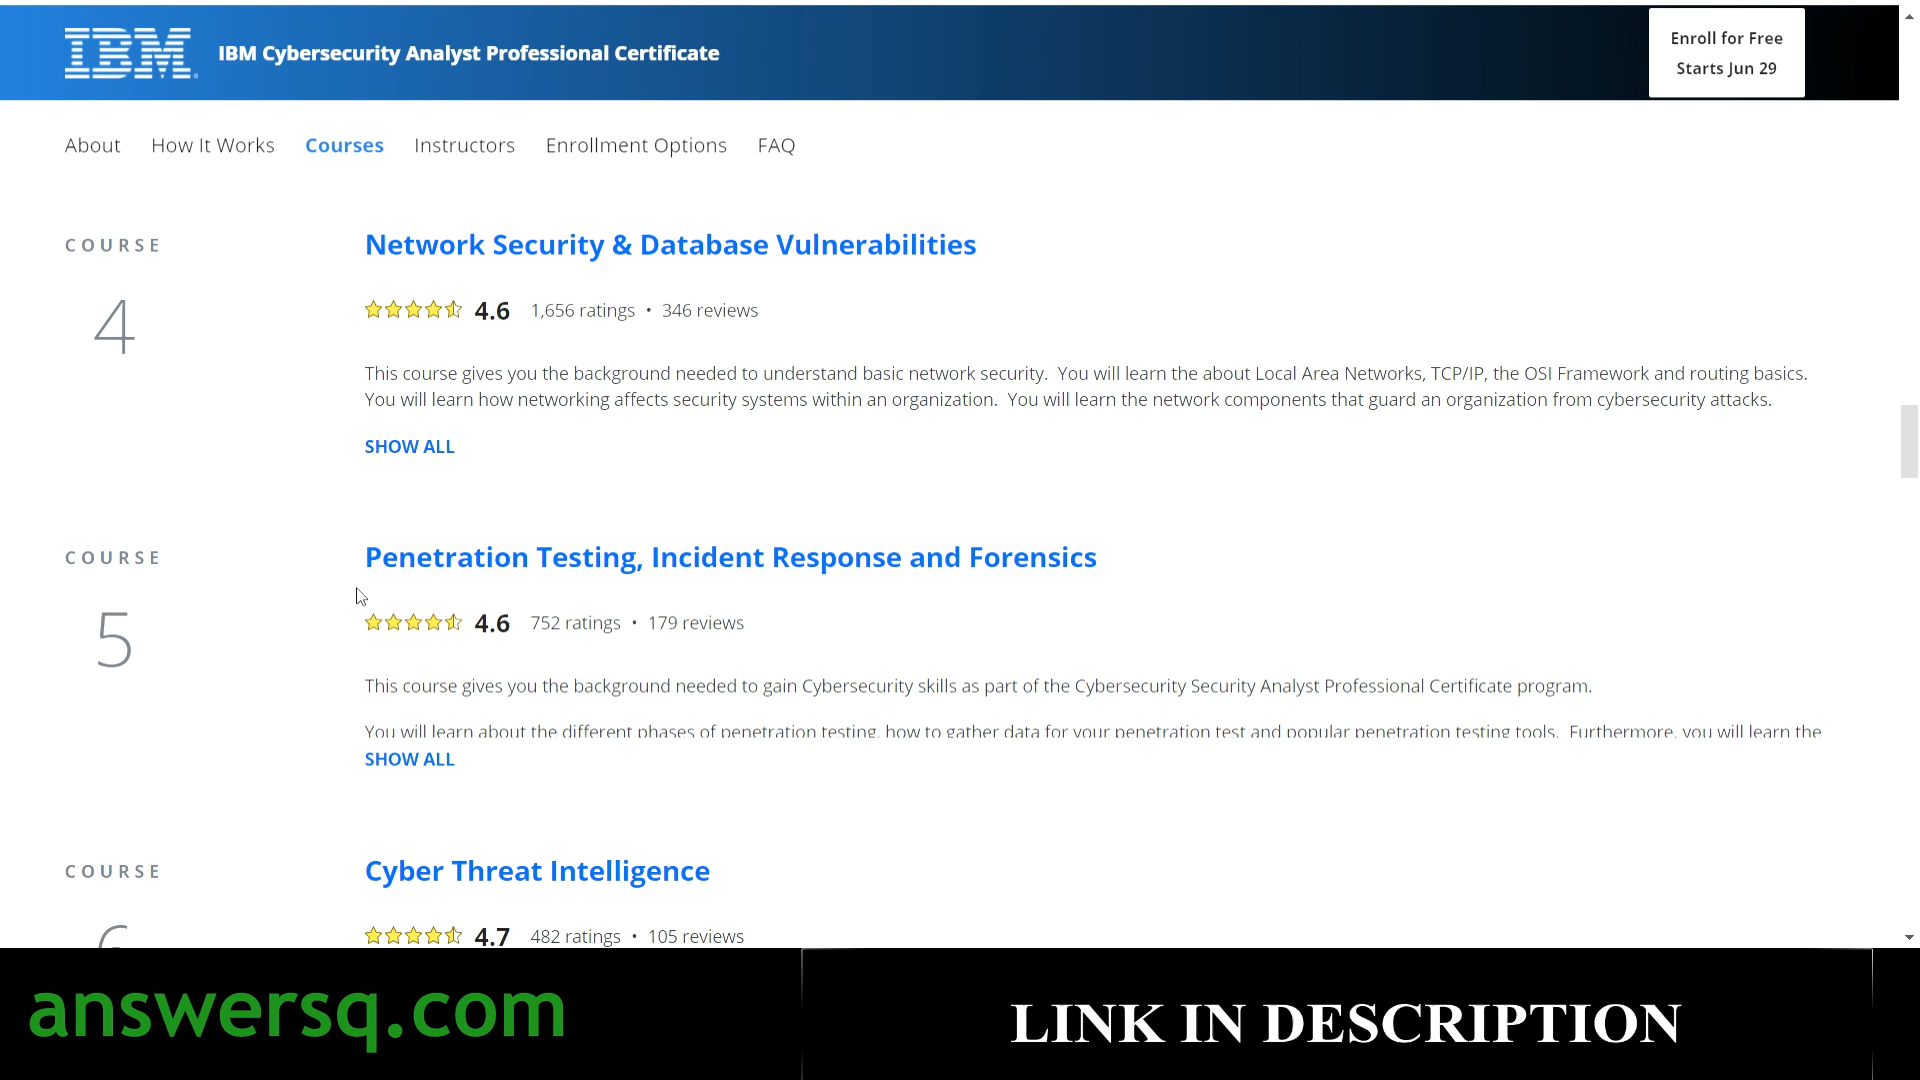 IBM IBM Cybersecurity Analyst Professional Certificate
Enroll for Free
Starts Jun 29
About How It Works Courses Instructors Enrollment Options FAQ
COURSE
4
Network Security & Database Vulnerabilities
4.6 1,656 ratings • 346 reviews
This course gives you the background needed to understand basic network security. You will learn the about Local Area Networks, TCP/IP, the OSI Framework and routing basics.
You will learn how networking affects security systems within an organization. You will learn the network components that guard an organization from cybersecurity attacks.
SHOW ALL
COURSE
5
Penetration Testing, Incident Response and Forensics
4.6 752 ratings • 179 reviews
This course gives you the background needed to gain Cybersecurity skills as part of the Cybersecurity Security Analyst Professional Certificate program.
You will learn about the different phases of penetration testing, how to gather data for your penetration test and popular penetration testing tools. Furthermore, you will learn the
SHOW ALL
COURSE
6
Cyber Threat Intelligence
4.7 482 ratings • 105 reviews
answersq.com
LINK IN DESCRIPTION